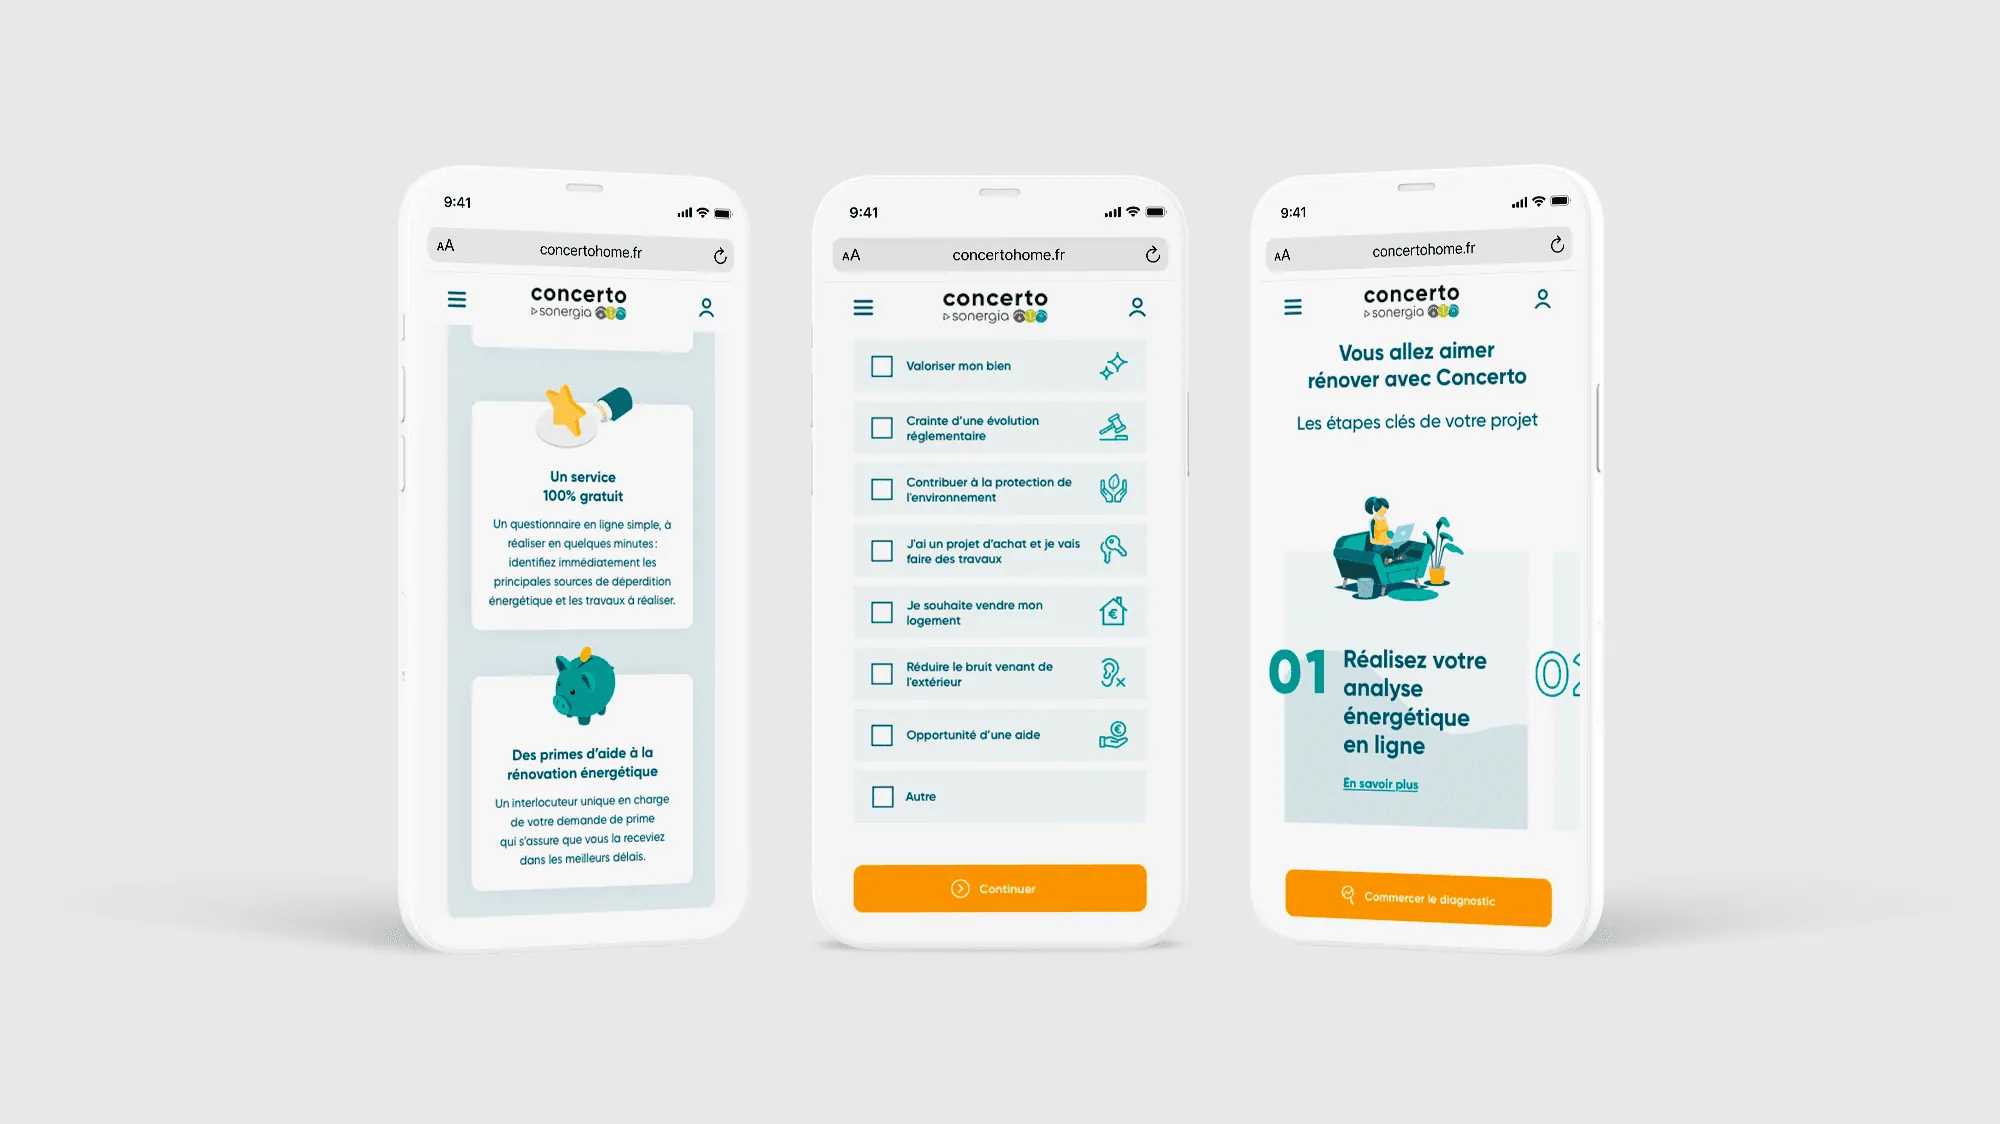 9:41
AA
concertohome.fr
concerto
sonergia
Un service
100% gratuit
Un questionnaire en ligne simple, à
réaliser en quelques minutes :
identifiez immédiatement les
principales sources de déperdition
énergétique et les travaux à réaliser.
Des primes d'aide à la
rénovation énergétique
Un interlocuteur unique en charge
de votre demande de prime
qui s'assure que vous la receviez
dans les meilleurs délais.
9:41
AA
concertohome.fr
concerto
sonergia
Valoriser mon bien
Crainte d'une évolution
réglementaire
Contribuer à la protection de
l'environnement
J'ai un projet d'achat et je vais
faire des travaux
Je souhaite vendre mon
logement
Réduire le bruit venant de
l'extérieur
Opportunité d'une aide
Autre
Continuer
9:41
AA
concertohome.fr
concerto
sonergia
Vous allez aimer
rénover avec Concerto
Les étapes clés de votre projet
01
Réalisez votre
analyse
énergétique
en ligne
02
En savoir plus
Commercer le diagnostic